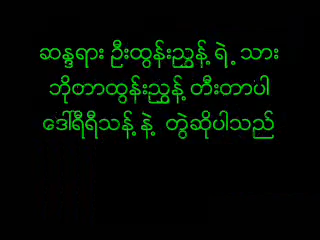 ဆန္ဒရား ဦးထွန်းညွှန့် ရဲ့ သား
ဘိုတာထွန်းညွှန့် တီးတာပါ
ဒေါ်ရီရီသန့် နဲ့ တွဲဆိုပါသည်